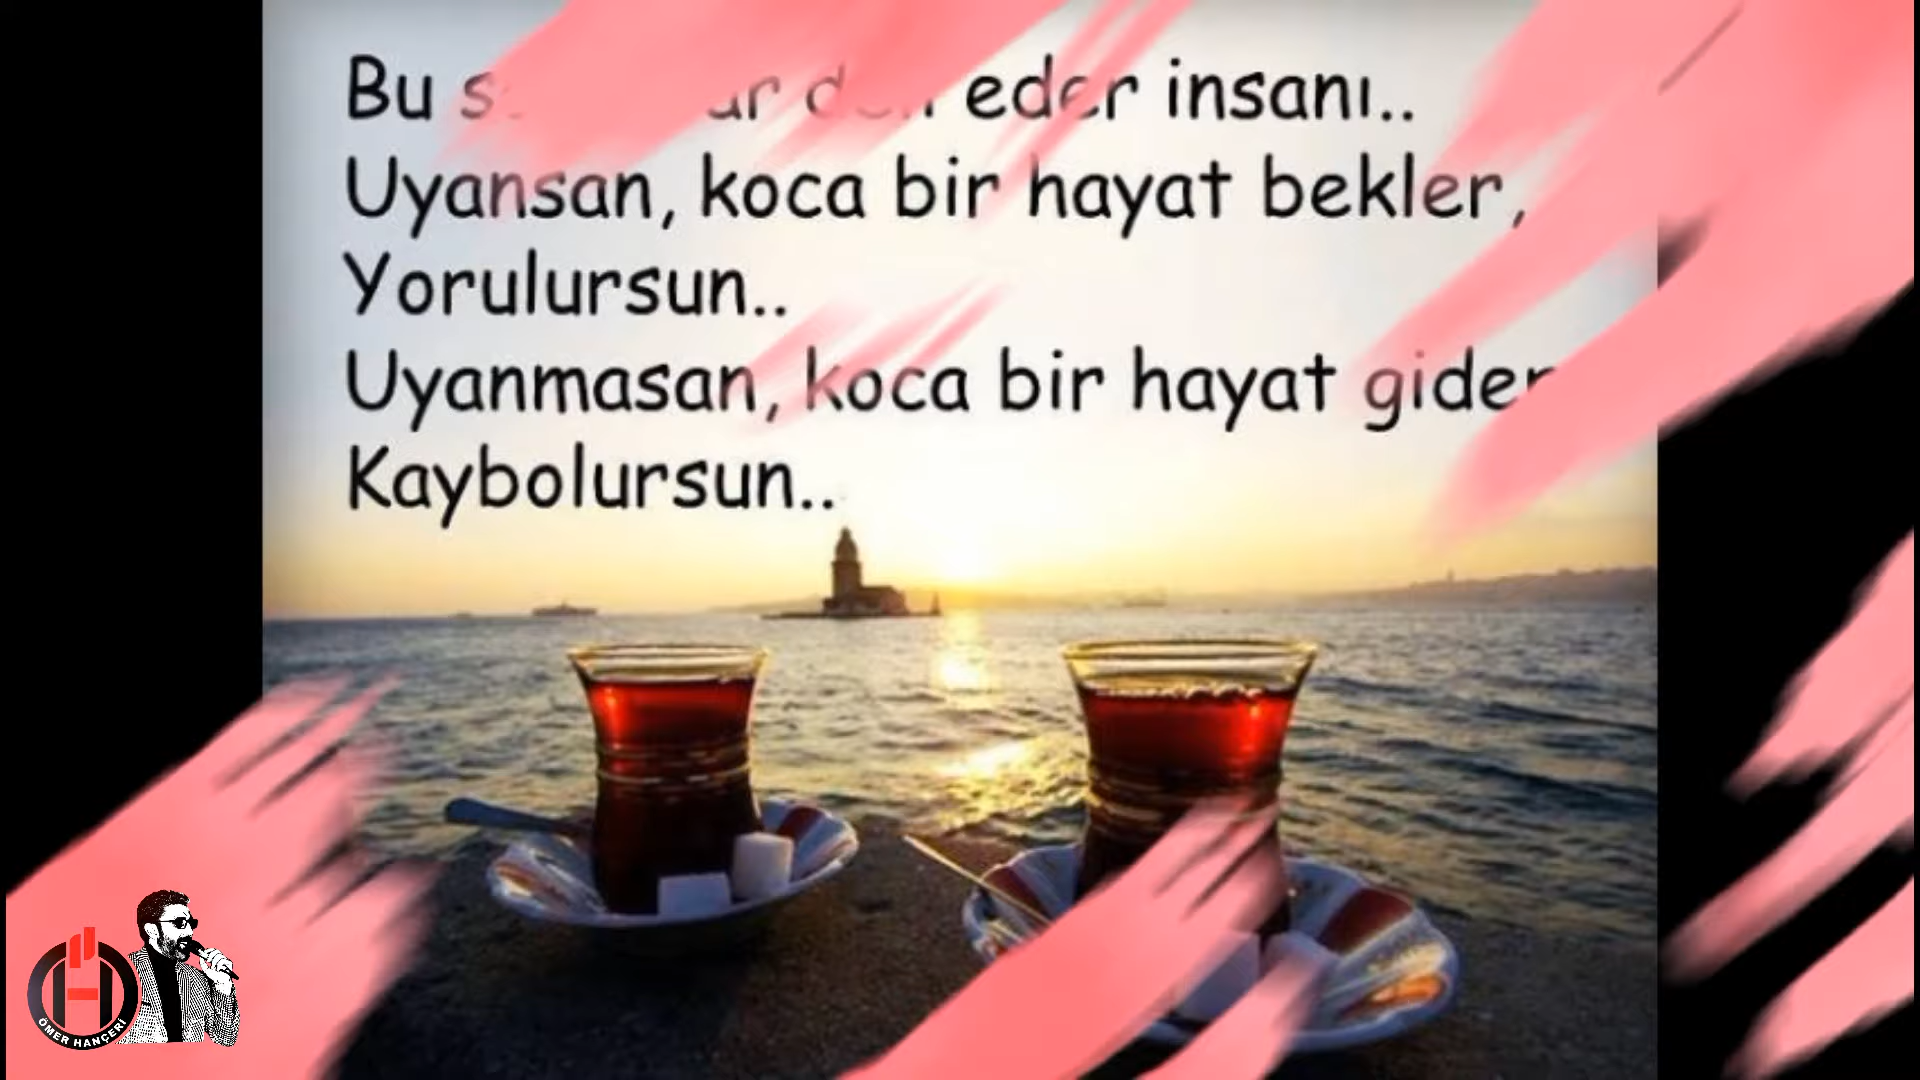 Bu eder insanı..
Uyansan, koca bir hayat bekler,
Yorulursun..
Uyanmasan, koca bir hayat gider
Kaybolursun..
ÖMER HANÇERİ